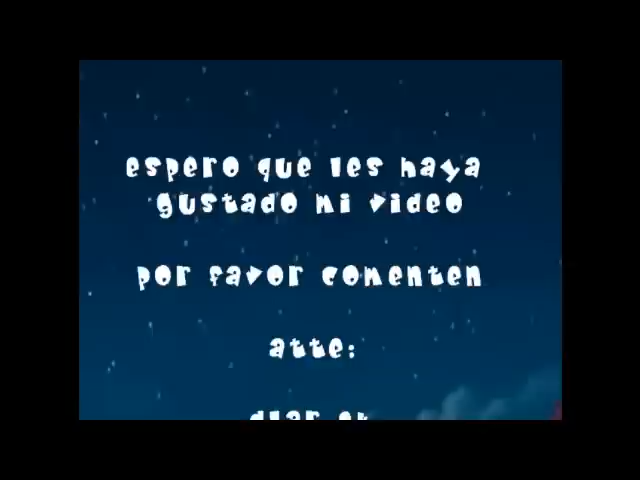 espero que les haya
gustado mi video
por favor comenten
atte: